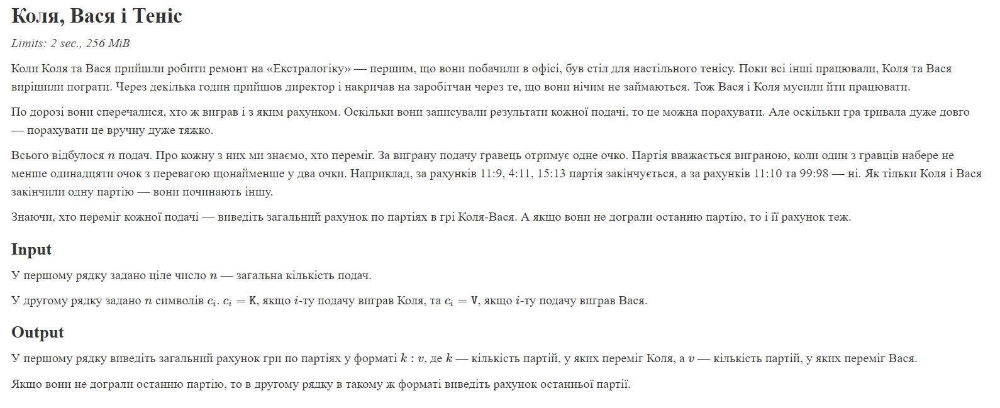 Коля, Вася і Теніс
Limits: 2 sec., 256 MiB
Коли Коля та Вася прийшли робити ремонт на «Екстралогіку» — першим, що вони побачили в офісі, був стіл для настільного тенісу. Поки всі інші працювали, Коля та Вася
вирішили пограти. Через декілька годин прийшов директор і накричав на заробітчан через те, що вони нічим не займаються. Тож Вася і Коля мусили йти працювати.
По дорозі вони сперечалися, хто ж виграв і з яким рахунком. Оскільки вони записували результати кожної подачі, то це можна порахувати. Але оскільки гра тривала дуже довго
— порахувати це вручну дуже тяжко.
Всього відбулося n подач. Про кожну з них ми знаємо, хто переміг. За виграну подачу гравець отримує одне очко. Партія вважається виграною, коли один з гравців набере не
менше одинадцяти очок з перевагою щонайменше у два очки. Наприклад, за рахунків 11:9, 4:11, 15:13 партія закінчується, а за рахунків 11:10 та 99:98 — ні. Як тільки Коля і Вася
закінчили одну партію — вони починають іншу.
Знаючи, хто переміг кожної подачі — виведіть загальний рахунок по партіях в грі Коля-Вася. А якщо вони не дограли останню партію, то і її рахунок теж.
Input
У першому рядку задано ціле число n — загальна кількість подач.
У другому рядку задано n символів cᵢ. cᵢ = K, якщо i-ту подачу виграв Коля, та cᵢ = V, якщо i-ту подачу виграв Вася.
Output
У першому рядку виведіть загальний рахунок гри по партіях у форматі k : v, де k — кількість партій, у яких переміг Коля, а v — кількість партій, у яких переміг Вася.
Якщо вони не дограли останню партію, то в другому рядку в такому ж форматі виведіть рахунок останньої партії.